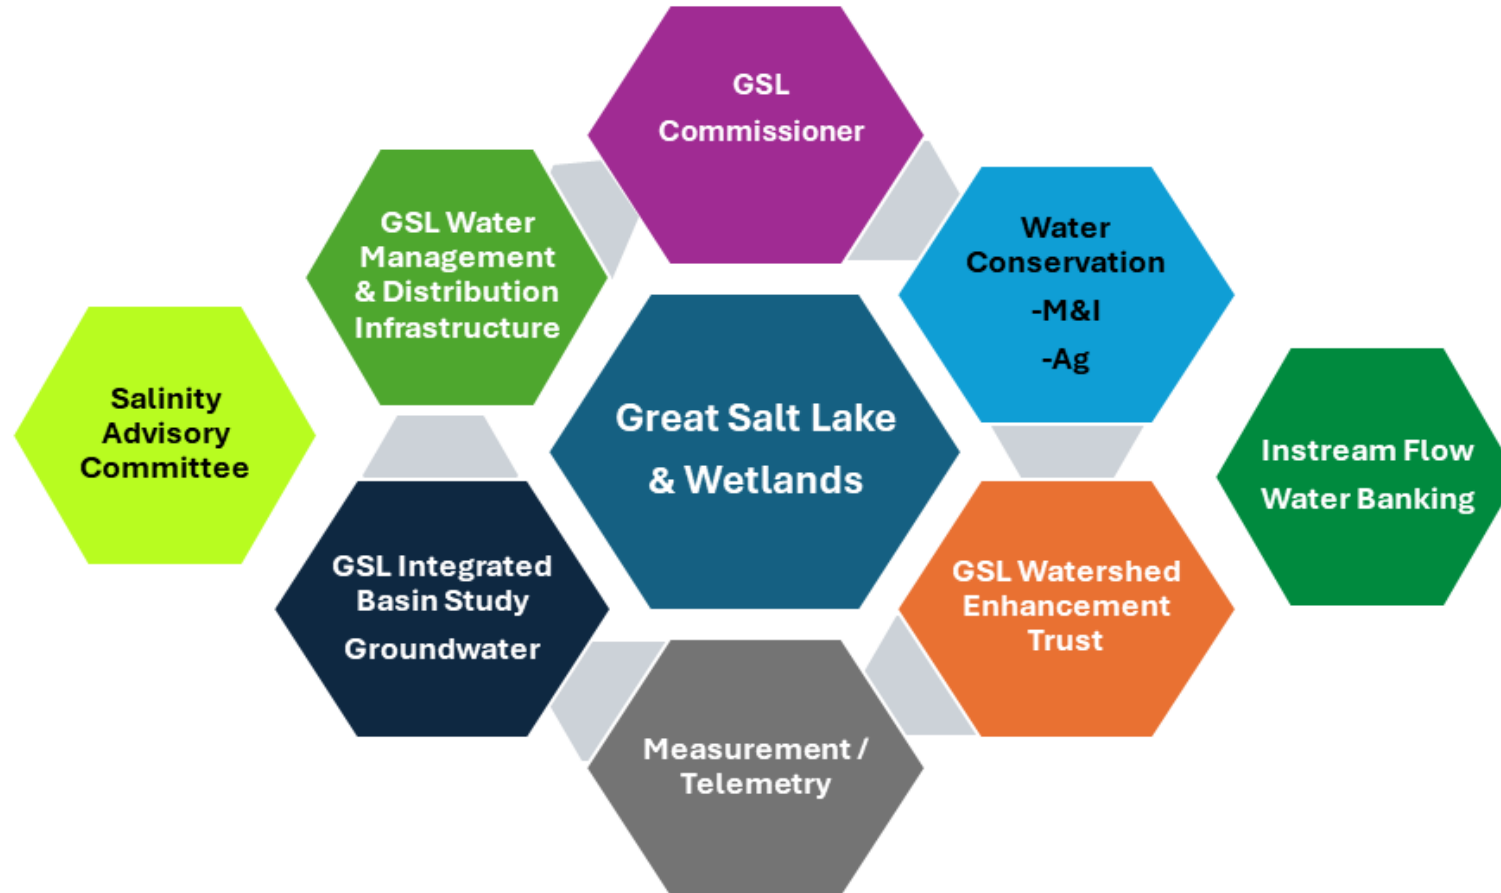 GSL
Commissioner
GSL Water
Management
& Distribution
Infrastructure
Water
Conservation
-M&I
-Ag
Salinity
Advisory
Committee
Great Salt Lake
& Wetlands
Instream Flow
Water Banking
GSL Integrated
Basin Study
Groundwater
GSL Watershed
Enhancement
Trust
Measurement /
Telemetry